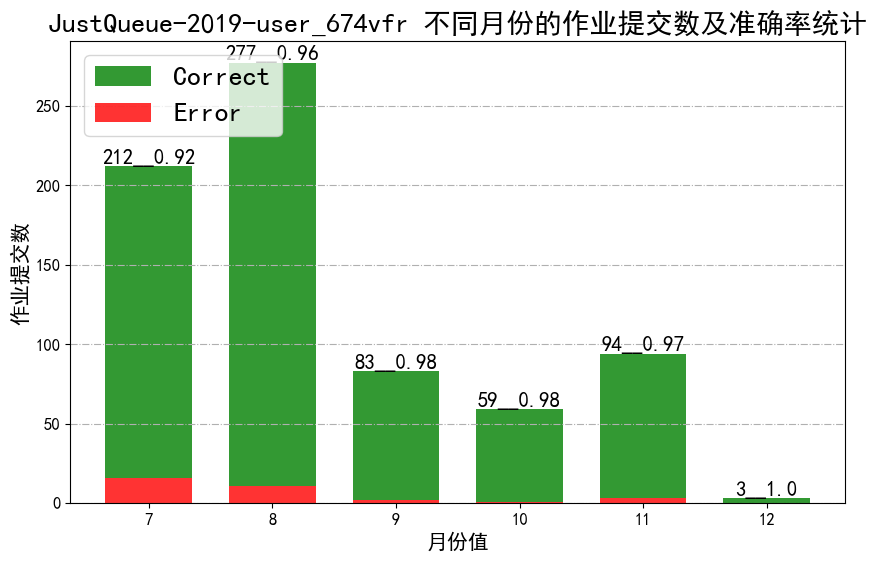 JustQueue-2019-user_674vfr 不同月份的作业提交数及准确率统计
277__0.96
Correct
Error
212__0.92
83__0.98
59__0.98
94__0.97
3__1.0
250
200
150
100
50
0
作业提交数
7 8 9 10 11 12
月份值